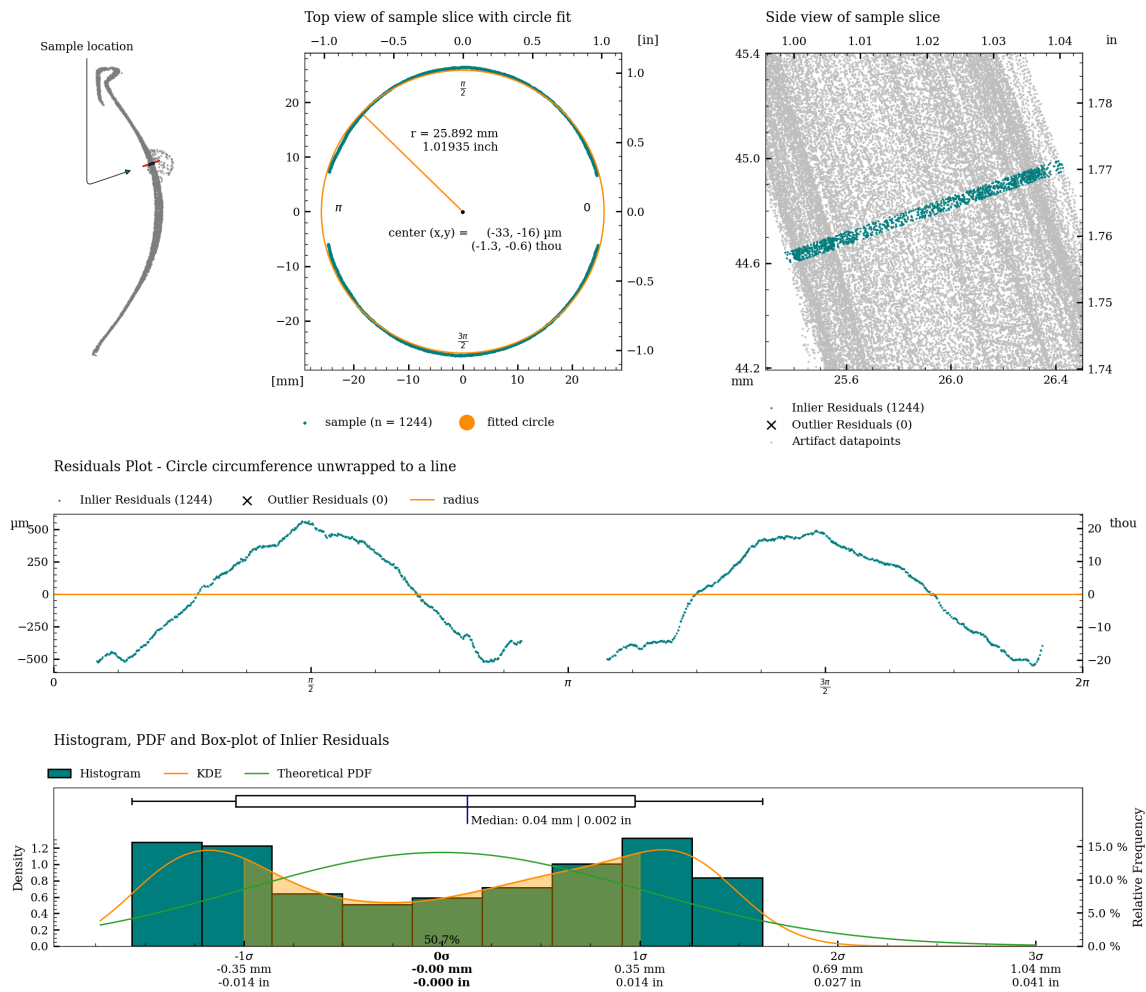 Sample location
Top view of sample slice with circle fit
−1.0 −0.5 0.0 0.5 1.0 [in]
20
10
0
−10
−20
[mm]
−20 −10 0 10 20
1.0
0.5
0.0
−0.5
−1.0
π/2
r = 25.892 mm
1.01935 inch
π
0
center (x,y) = (-33, -16) µm
(-1.3, -0.6) thou
3π/2
sample (n = 1244) fitted circle
Side view of sample slice
1.00 1.01 1.02 1.03 1.04 in
45.4
45.0
44.6
44.2
mm
25.6 26.0 26.4
1.78
1.77
1.76
1.75
1.74
Inlier Residuals (1244)
Outlier Residuals (0)
Artifact datapoints
Residuals Plot - Circle circumference unwrapped to a line
Inlier Residuals (1244) Outlier Residuals (0) radius
µm
500
250
0
−250
−500
thou
20
10
0
−10
−20
0 π/2 π 3π/2 2π
Histogram, PDF and Box-plot of Inlier Residuals
Histogram KDE Theoretical PDF
Median: 0.04 mm | 0.002 in
Density
1.2
1.0
0.8
0.6
0.4
0.2
0.0
Relative Frequency
15.0 %
10.0 %
5.0 %
0.0 %
50.7%
-1σ 0σ 1σ 2σ 3σ
-0.35 mm -0.00 mm 0.35 mm 0.69 mm 1.04 mm
-0.014 in -0.000 in 0.014 in 0.027 in 0.041 in